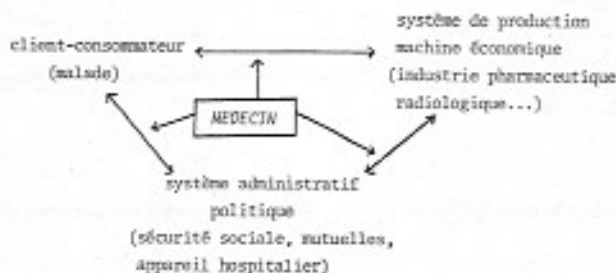 système de production
client-consommateur
machine économique
(malade)
(industrie pharmaceutique
radiologique...)
MEDECIN
système administratif
politique
(sécurité sociale, mutuelles,
appareil hospitalier)